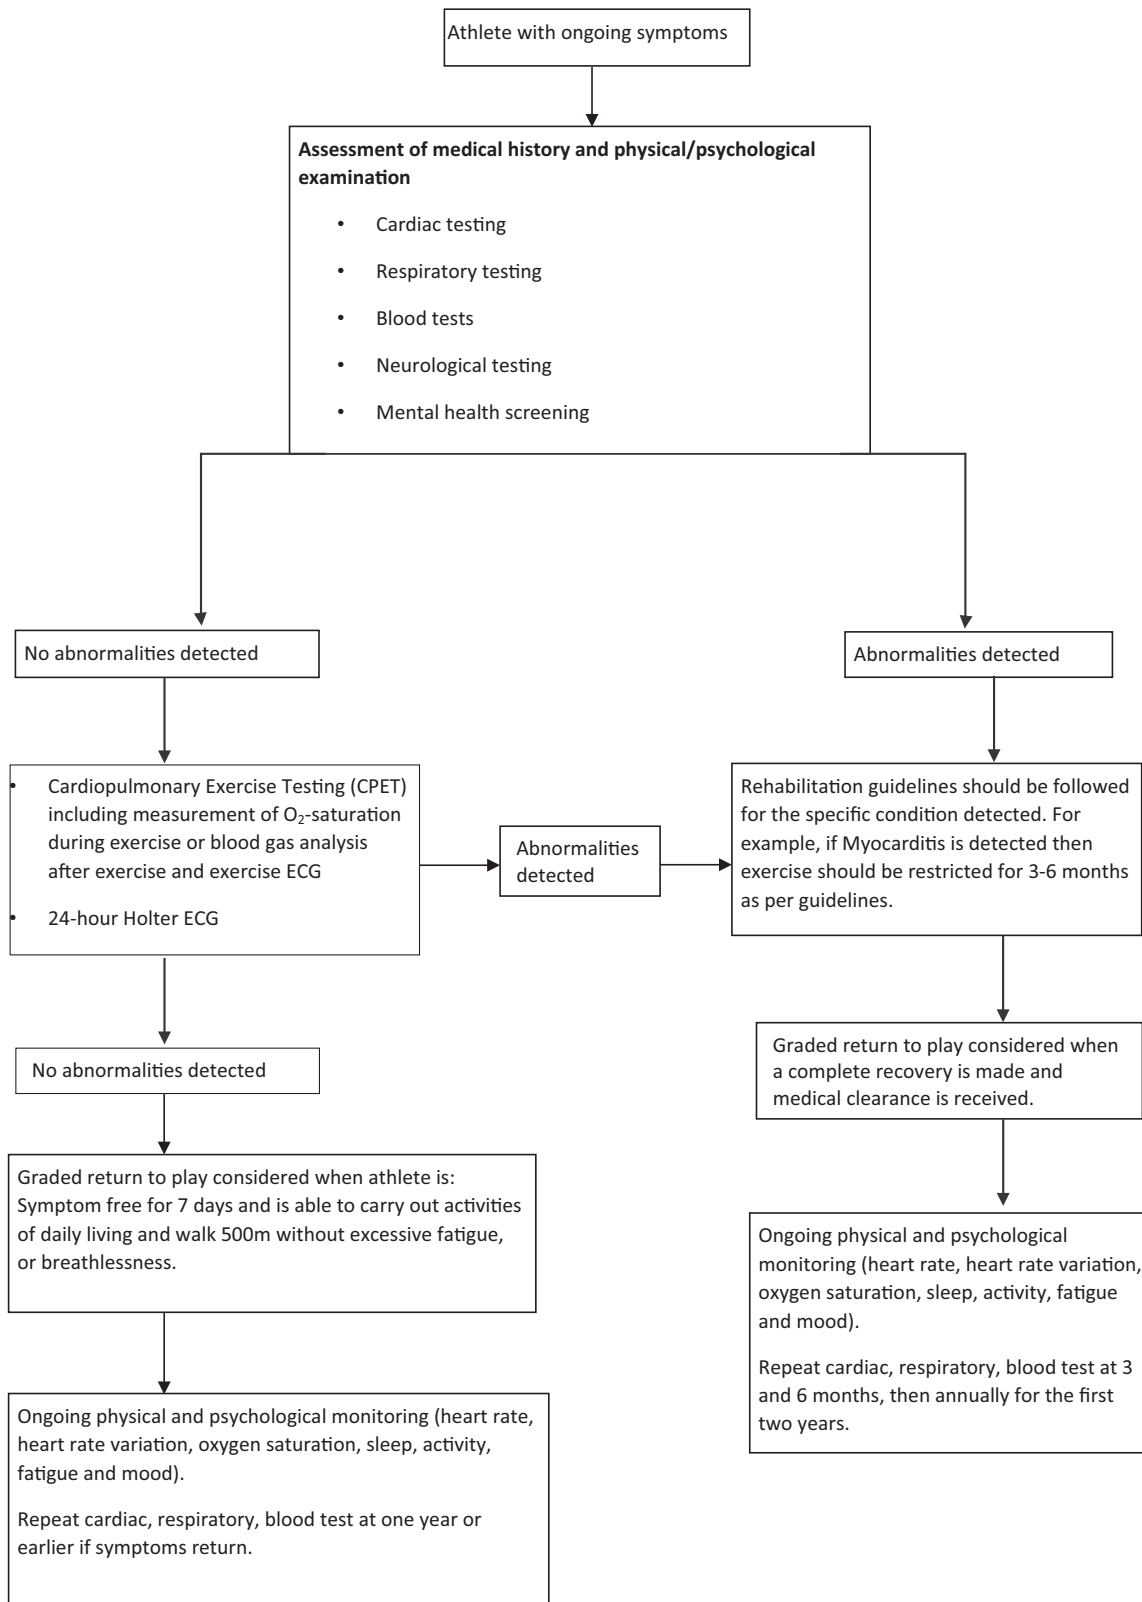 Athlete with ongoing symptoms
Assessment of medical history and physical/psychological
examination
• Cardiac testing
• Respiratory testing
• Blood tests
• Neurological testing
• Mental health screening
No abnormalities detected
Abnormalities detected
• Cardiopulmonary Exercise Testing (CPET)
including measurement of O₂-saturation
during exercise or blood gas analysis
after exercise and exercise ECG
• 24-hour Holter ECG
Abnormalities
detected
Rehabilitation guidelines should be followed
for the specific condition detected. For
example, if Myocarditis is detected then
exercise should be restricted for 3-6 months
as per guidelines.
No abnormalities detected
Graded return to play considered when
a complete recovery is made and
medical clearance is received.
Graded return to play considered when athlete is:
Symptom free for 7 days and is able to carry out activities
of daily living and walk 500m without excessive fatigue,
or breathlessness.
Ongoing physical and psychological
monitoring (heart rate, heart rate variation,
oxygen saturation, sleep, activity, fatigue
and mood).
Repeat cardiac, respiratory, blood test at 3
and 6 months, then annually for the first
two years.
Ongoing physical and psychological monitoring (heart rate,
heart rate variation, oxygen saturation, sleep, activity,
fatigue and mood).
Repeat cardiac, respiratory, blood test at one year or
earlier if symptoms return.